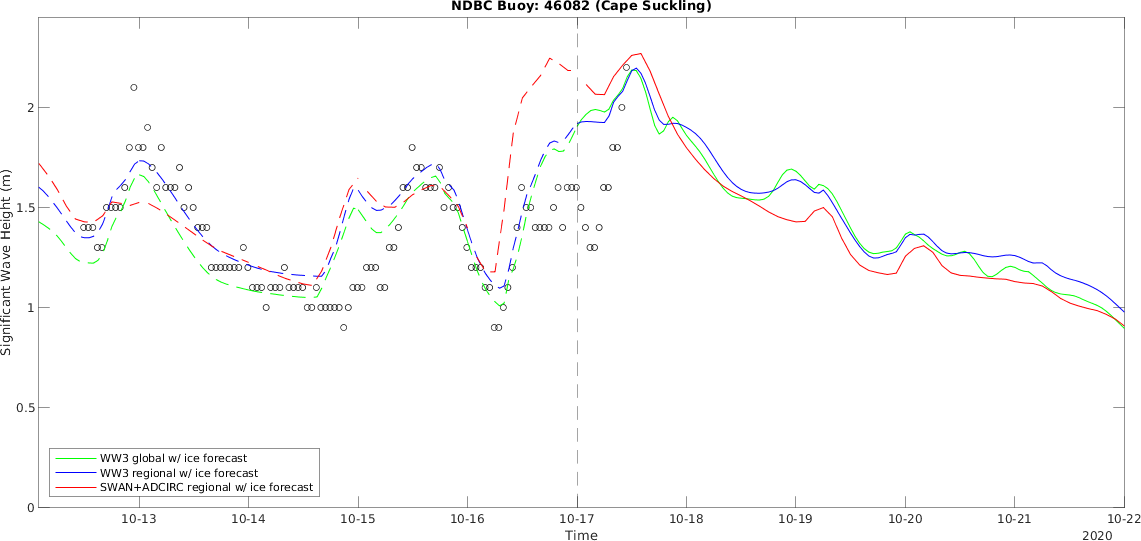 NDBC Buoy: 46082 (Cape Suckling)
Significant Wave Height (m)
2
1.5
1
0.5
0
WW3 global w/ ice forecast
WW3 regional w/ ice forecast
SWAN+ADCIRC regional w/ ice forecast
10-13 10-14 10-15 10-16 10-17 10-18 10-19 10-20 10-21 10-22
Time
2020